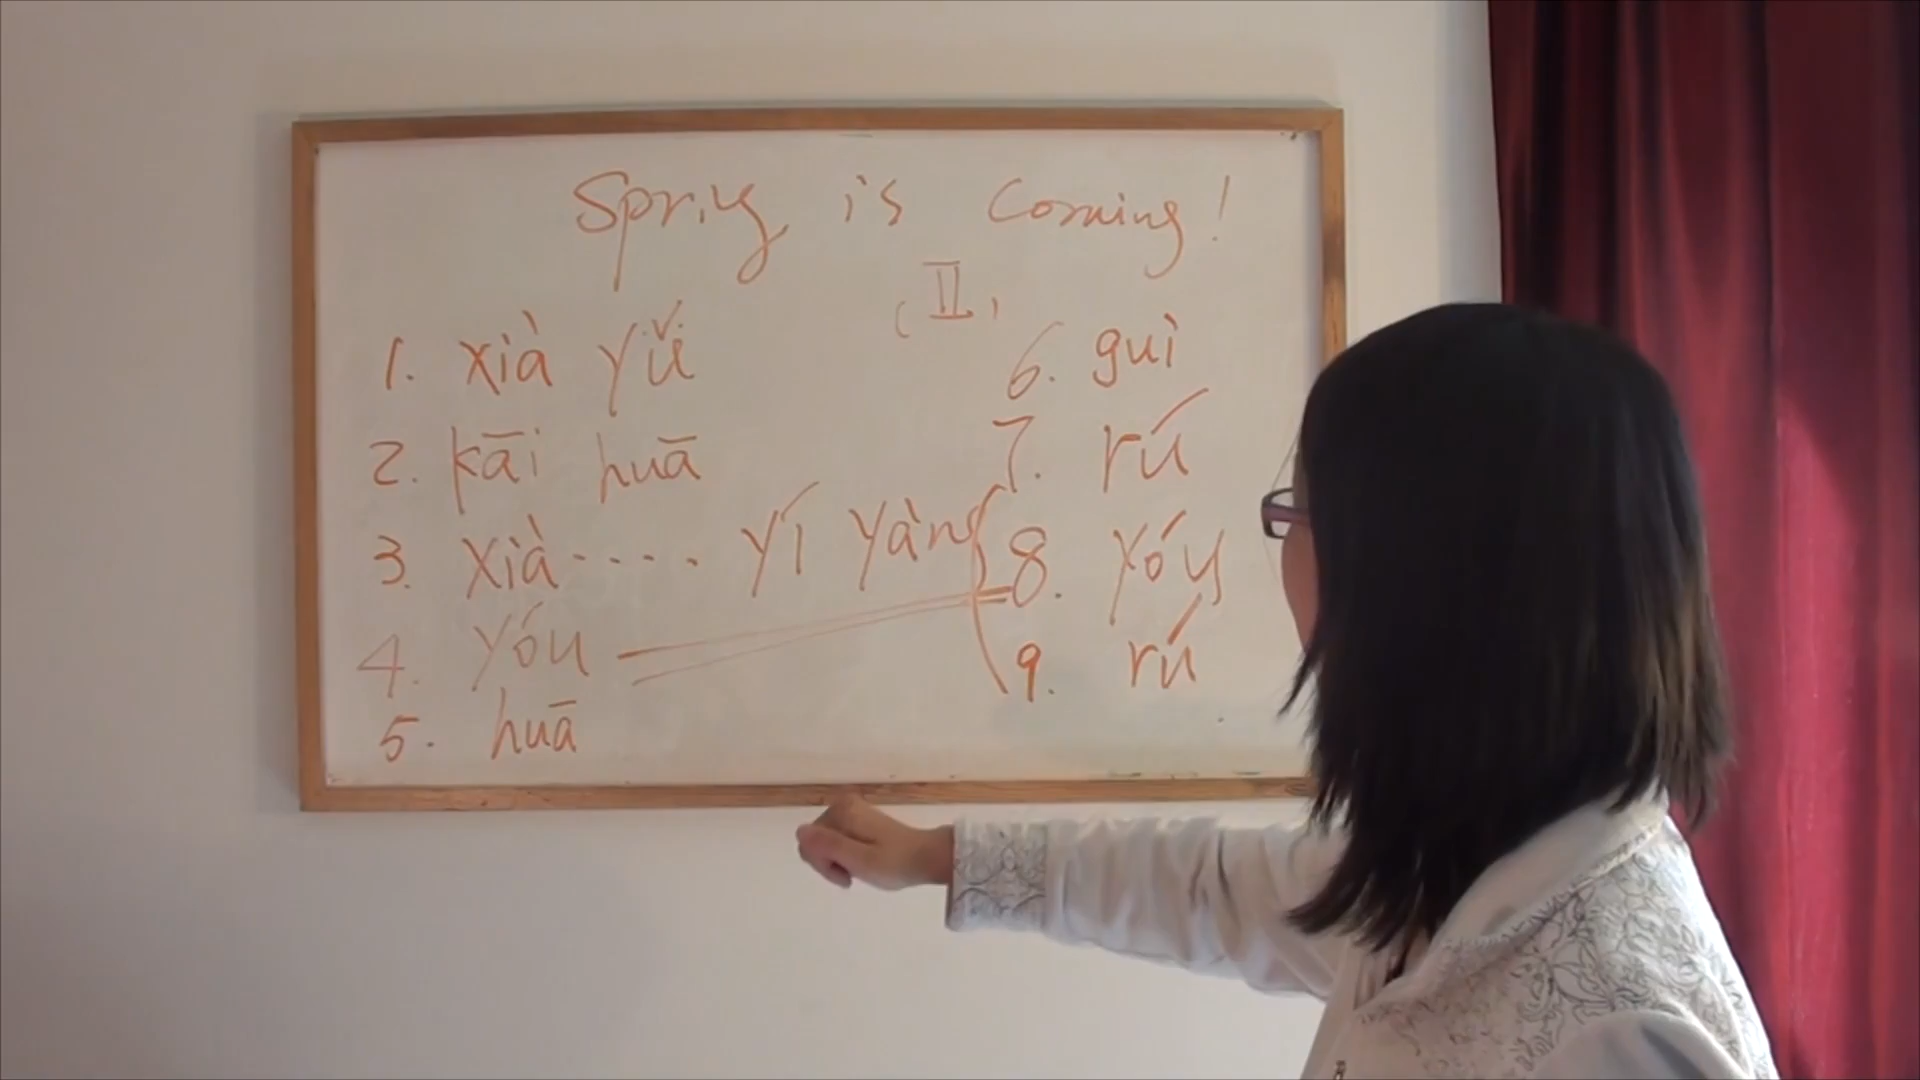 Spring is Coming!
(II)
1. xià yǚ
2. kāi huā
3. xià ···· yí yàng
4. yóu
5. huā
6. guì
7. rú
8. yóu
9. rú